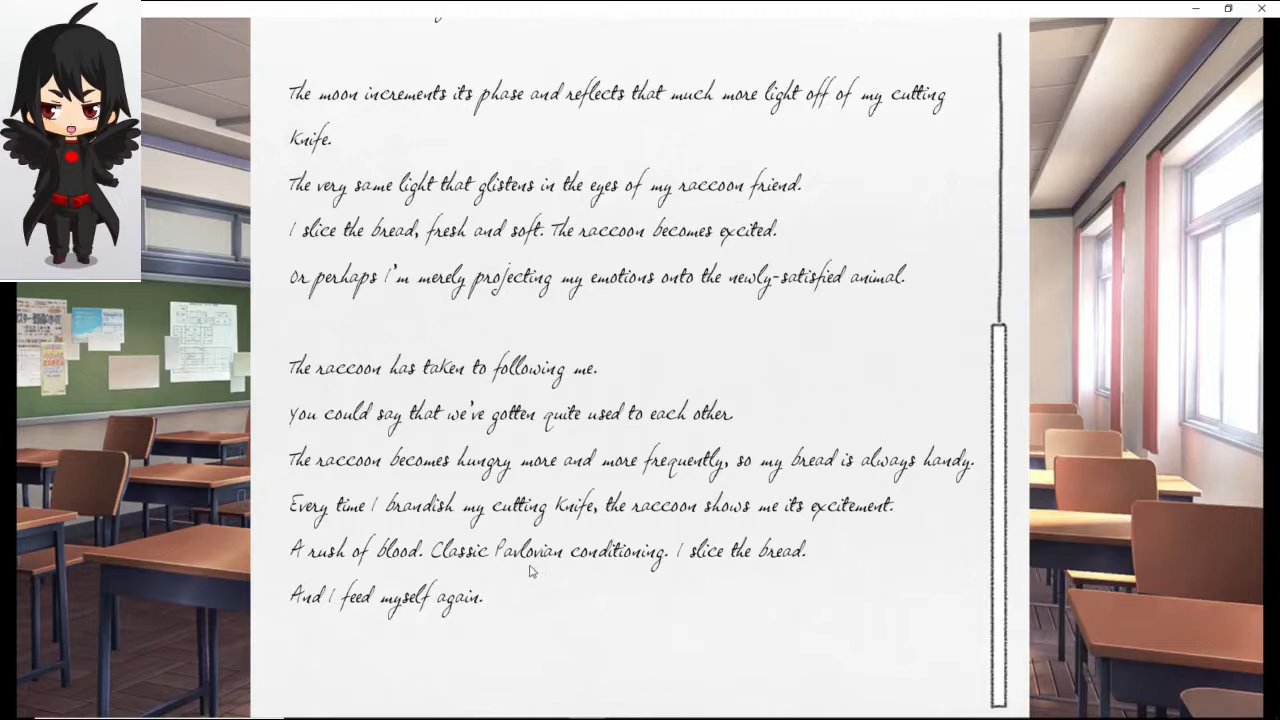 The moon increments its phase and reflects that much more light off of my cutting
knife.
The very same light that glistens in the eyes of my raccoon friend.
I slice the bread, fresh and soft. The raccoon becomes excited.
Or perhaps I'm merely projecting my emotions onto the newly-satisfied animal.
The raccoon has taken to following me.
You could say that we've gotten quite used to each other
The raccoon becomes hungry more and more frequently, so my bread is always handy.
Every time I brandish my cutting knife, the raccoon shows me its excitement.
A rush of blood. Classic Pavlovian conditioning. I slice the bread.
And I feed myself again.